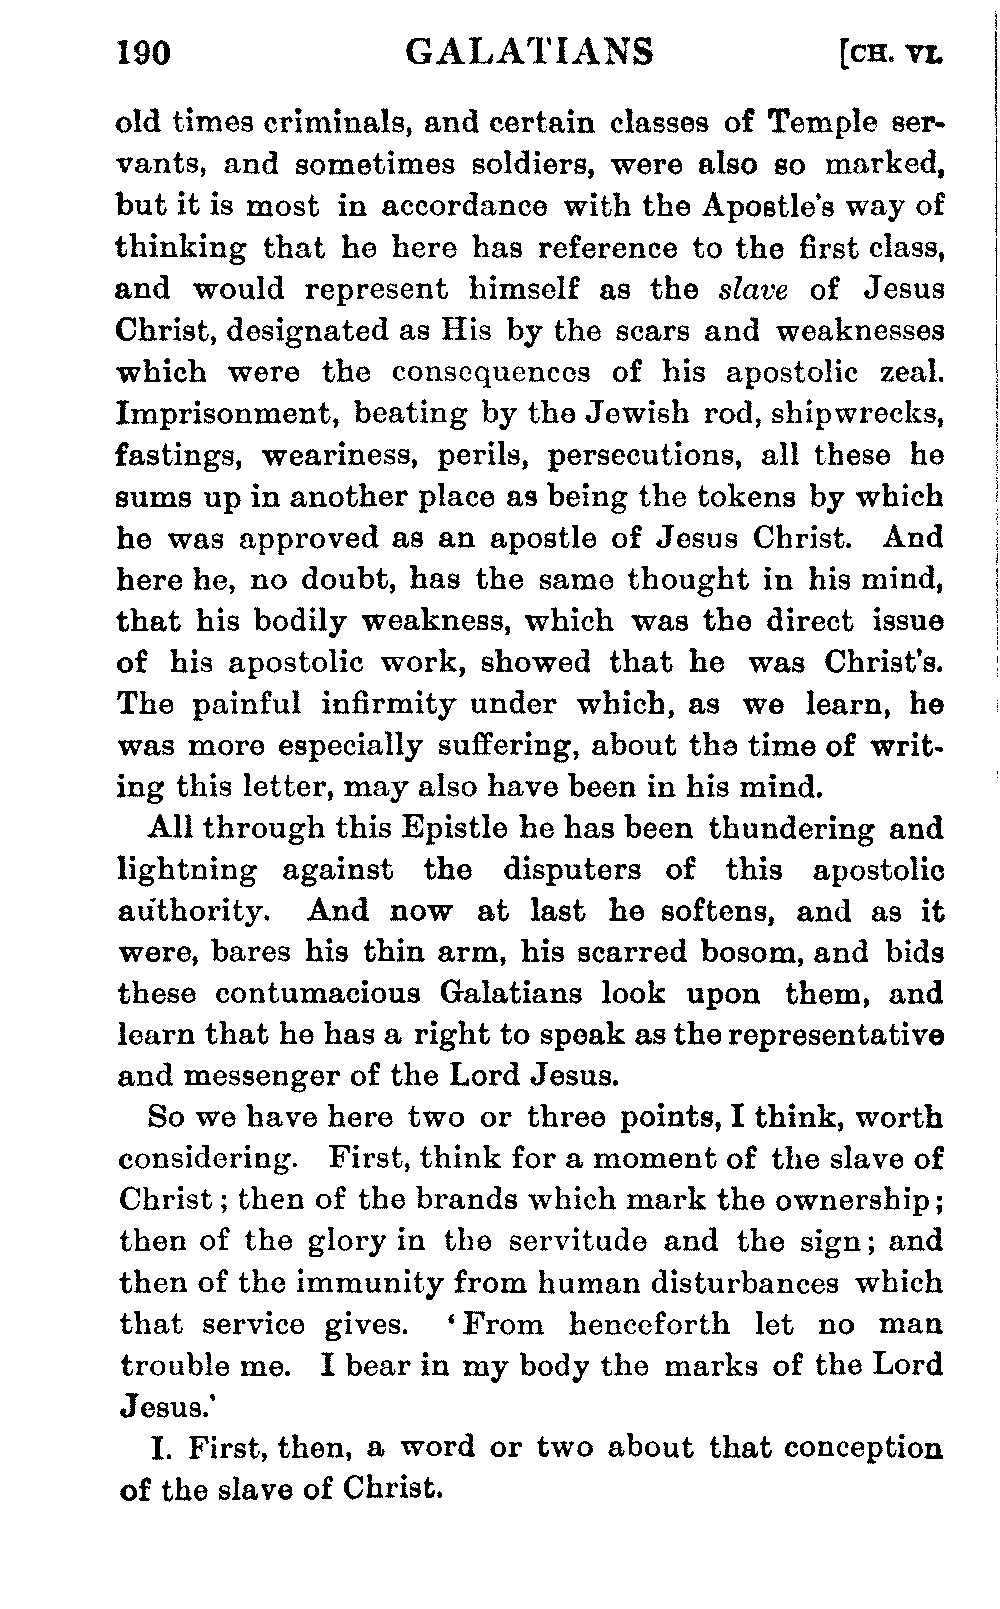 190 GALATIANS [CH. VI.
old times criminals, and certain classes of Temple ser-
vants, and sometimes soldiers, were also so marked,
but it is most in accordance with the Apostle's way of
thinking that he here has reference to the first class,
and would represent himself as the slave of Jesus
Christ, designated as His by the scars and weaknesses
which were the consequences of his apostolic zeal.
Imprisonment, beating by the Jewish rod, shipwrecks,
fastings, weariness, perils, persecutions, all these he
sums up in another place as being the tokens by which
he was approved as an apostle of Jesus Christ. And
here he, no doubt, has the same thought in his mind,
that his bodily weakness, which was the direct issue
of his apostolic work, showed that he was Christ's.
The painful infirmity under which, as we learn, he
was more especially suffering, about the time of writ-
ing this letter, may also have been in his mind.
All through this Epistle he has been thundering and
lightning against the disputers of this apostolic
authority. And now at last he softens, and as it
were, bares his thin arm, his scarred bosom, and bids
these contumacious Galatians look upon them, and
learn that he has a right to speak as the representative
and messenger of the Lord Jesus.
So we have here two or three points, I think, worth
considering. First, think for a moment of the slave of
Christ; then of the brands which mark the ownership;
then of the glory in the servitude and the sign; and
then of the immunity from human disturbances which
that service gives. 'From henceforth let no man
trouble me. I bear in my body the marks of the Lord
Jesus.'
I. First, then, a word or two about that conception
of the slave of Christ.